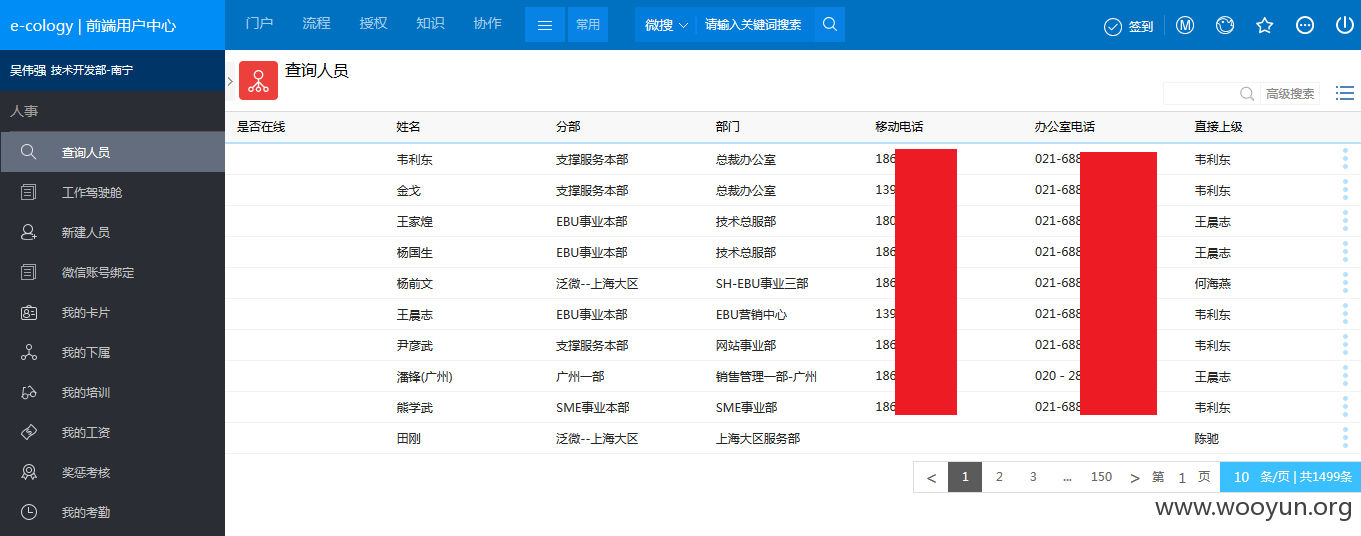 e-cology | 前端用户中心 门户 流程 授权 知识 协作 常用 微搜 请输入关键词搜索 签到 M
吴伟强 技术开发部-南宁
查询人员
人事
高级搜索
查询人员
工作驾驶舱
新建人员
微信账号绑定
我的卡片
我的下属
我的培训
我的工资
奖惩考核
我的考勤
是否在线 姓名 分部 部门 移动电话 办公室电话 直接上级
韦利东 支撑服务本部 总裁办公室 186 021-688 韦利东
金戈 支撑服务本部 总裁办公室 139 021-688 韦利东
王家煌 EBU事业本部 技术总服部 180 021-688 王晨志
杨国生 EBU事业本部 技术总服部 186 021-688 王晨志
杨前文 泛微--上海大区 SH-EBU事业三部 186 021-688 何海燕
王晨志 EBU事业本部 EBU营销中心 139 021-688 韦利东
尹彦武 支撑服务本部 网站事业部 186 021-688 韦利东
潘锋(广州) 广州一部 销售管理一部-广州 186 020 - 28 王晨志
熊学武 SME事业本部 SME事业部 186 021-688 韦利东
田刚 泛微--上海大区 上海大区服务部 陈驰
< 1 2 3 ... 150 > 第 1 页 10 条/页 | 共1499条
www.wooyun.org